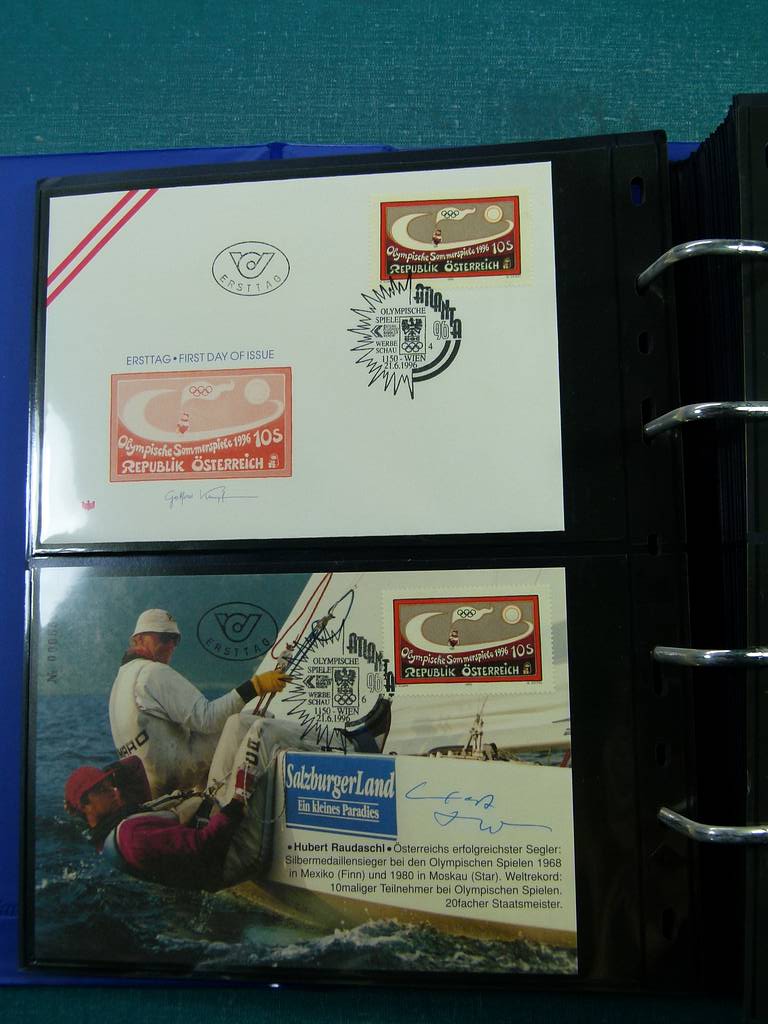 ERSTTAG
Olympische Sommerspiele 1996 10S
REPUBLIK ÖSTERREICH
ATLANTA
96
OLYMPISCHE
SPIELE
WERBE
SCHAU
4
1150 - WIEN
21.6.1996
ERSTTAG • FIRST DAY OF ISSUE
Olympische Sommerspiele 1996 10S
REPUBLIK ÖSTERREICH
ERSTTAG
Olympische Sommerspiele 1996 10S
REPUBLIK ÖSTERREICH
ATLANTA
96
OLYMPISCHE
SPIELE
WERBE
SCHAU
6
1150 - WIEN
21.6.1996
SalzburgerLand
Ein kleines Paradies
• Hubert Raudaschl • Österreichs erfolgreichster Segler:
Silbermedaillensieger bei den Olympischen Spielen 1968
in Mexiko (Finn) und 1980 in Moskau (Star). Weltrekord:
10maliger Teilnehmer bei Olympischen Spielen.
20facher Staatsmeister.